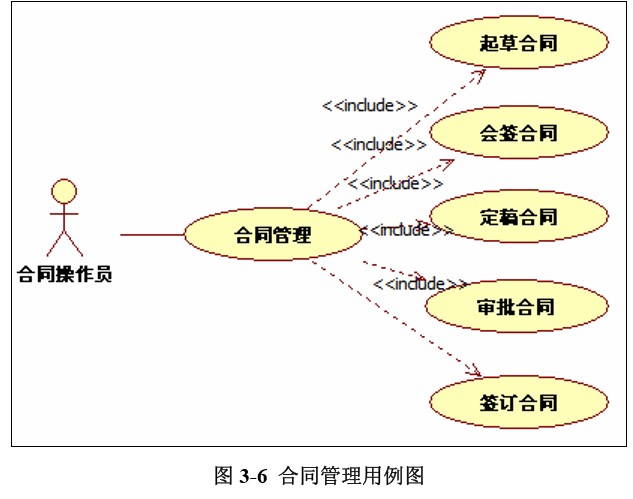 起草合同
<<include>>
会签合同
<<include>>
<<include>>
定稿合同
合同管理
<<include>>
合同操作员
<<include>>
审批合同
签订合同
图 3-6 合同管理用例图